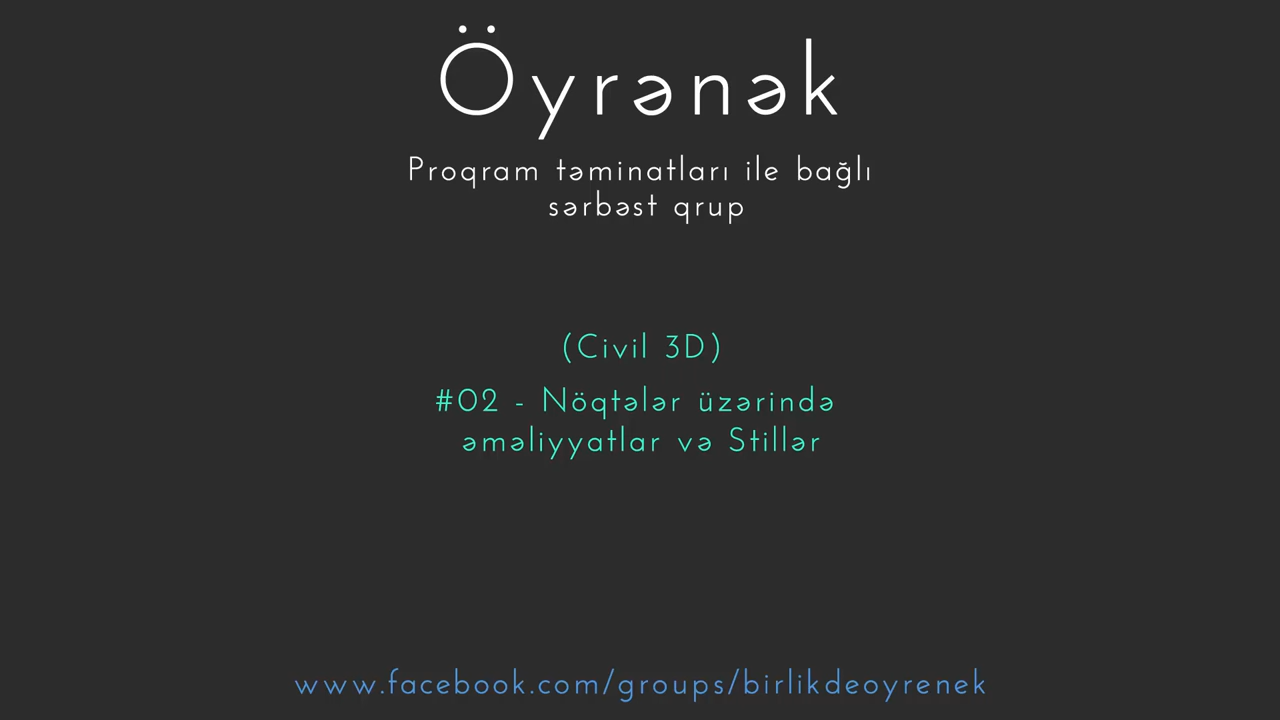 Öyrənək
Proqram təminatları ile bağlı
sərbəst qrup
(Civil 3D)
#02 - Nöqtələr üzərində
əməliyyatlar və Stillər
www.facebook.com/groups/birlikdeoyrenek